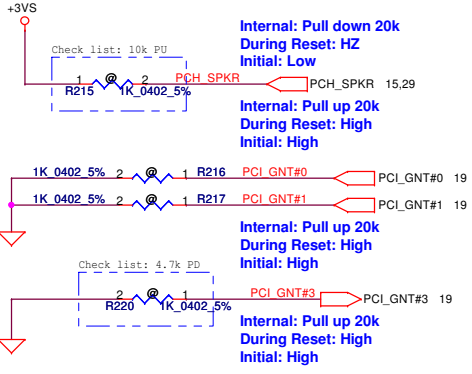 +3VS
Internal: Pull down 20k
During Reset: HZ
Initial: Low
Check list: 10k PU
1 @ 2 PCH_SPKR
R215 1K_0402_5%
PCH_SPKR 15,29
Internal: Pull up 20k
During Reset: High
Initial: High
1K_0402_5% 2 @ 1 R216 PCI_GNT#0 PCI_GNT#0 19
1K_0402_5% 2 @ 1 R217 PCI_GNT#1 PCI_GNT#1 19
Internal: Pull up 20k
During Reset: High
Initial: High
Check list: 4.7k PD
2 @ 1 PCI_GNT#3
R220 1K_0402_5%
PCI_GNT#3 19
Internal: Pull up 20k
During Reset: High
Initial: High